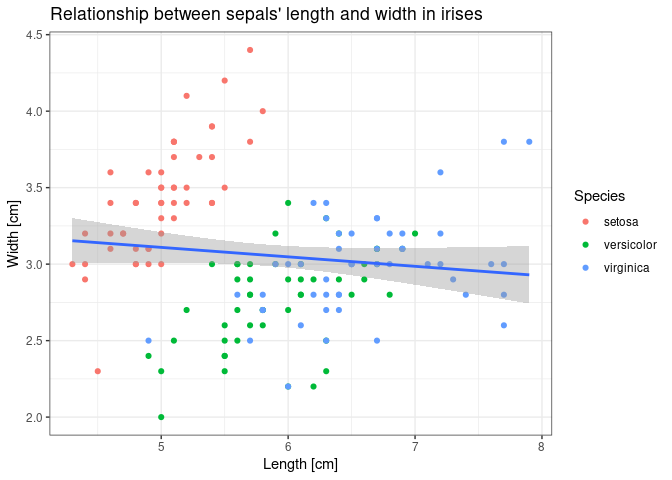 Relationship between sepals' length and width in irises
4.5
4.0
3.5
3.0
2.5
2.0
Width [cm]
5
6
7
8
Length [cm]
Species
setosa
versicolor
virginica